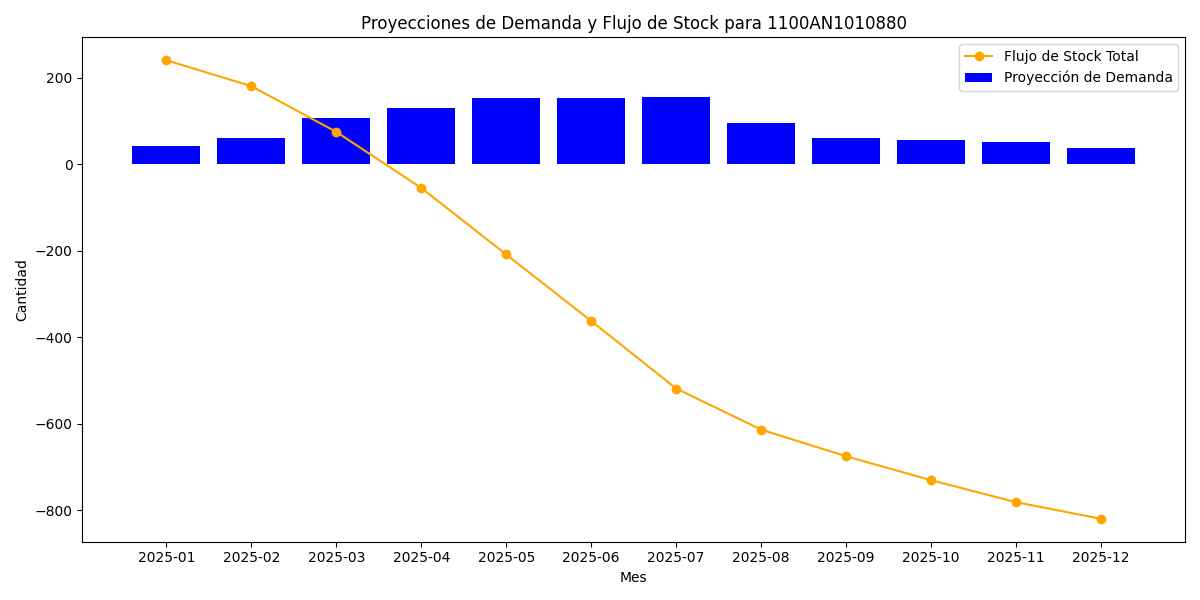 Proyecciones de Demanda y Flujo de Stock para 1100AN1010880
Flujo de Stock Total
Proyección de Demanda
Cantidad
200
0
−200
−400
−600
−800
2025-01 2025-02 2025-03 2025-04 2025-05 2025-06 2025-07 2025-08 2025-09 2025-10 2025-11 2025-12
Mes